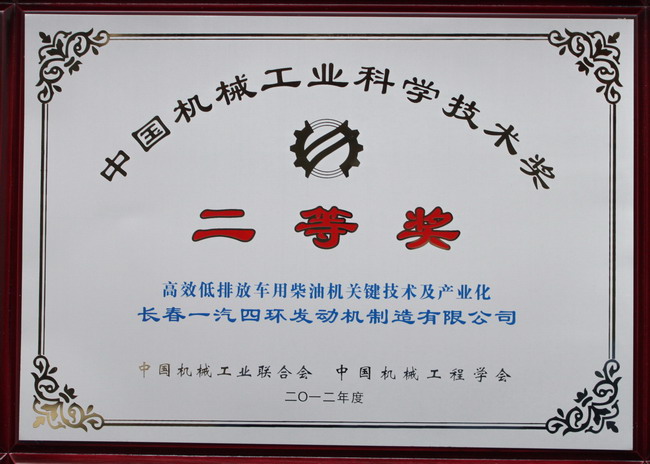 中国机械工业科学技术奖
二等奖
高效低排放车用柴油机关键技术及产业化
长春一汽四环发动机制造有限公司
中国机械工业联合会 中国机械工程学会
二〇一二年度